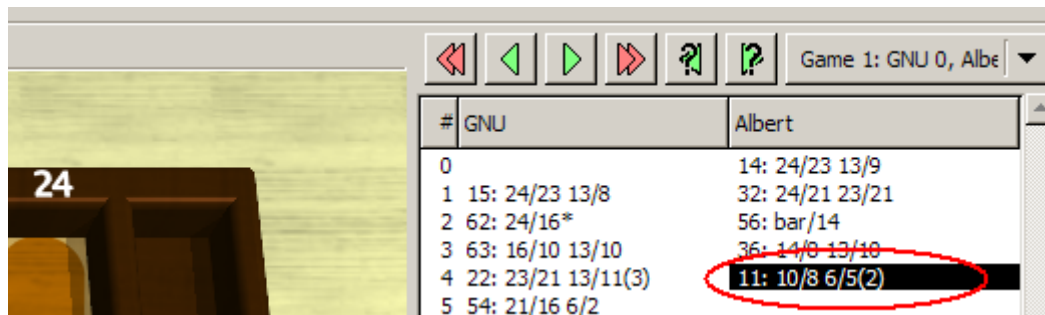 Game 1: GNU 0, Albe
# GNU Albert
0 14: 24/23 13/9
1 15: 24/23 13/8 32: 24/21 23/21
2 62: 24/16* 56: bar/14
3 63: 16/10 13/10 36: 14/8 13/10
4 22: 23/21 13/11(3) 11: 10/8 6/5(2)
5 54: 21/16 6/2
24